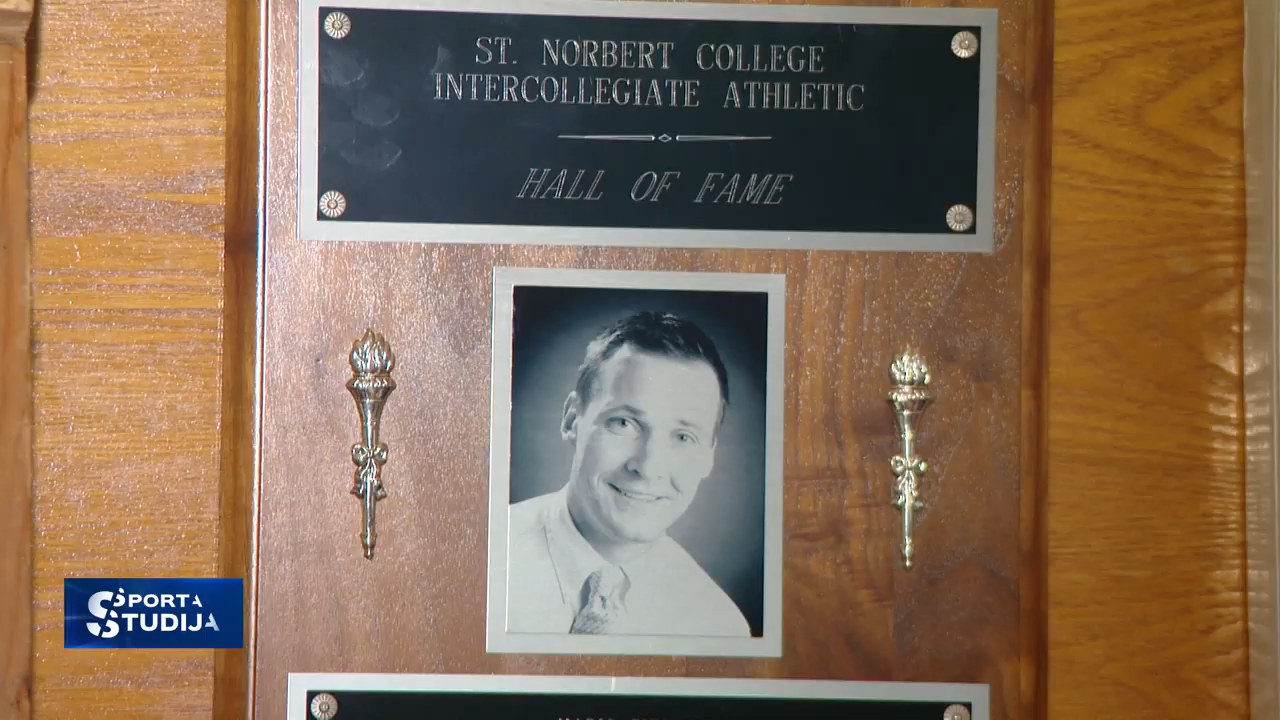 ST. NORBERT COLLEGE
INTERCOLLEGIATE ATHLETIC
HALL OF FAME
SPORTA
STUDIJA